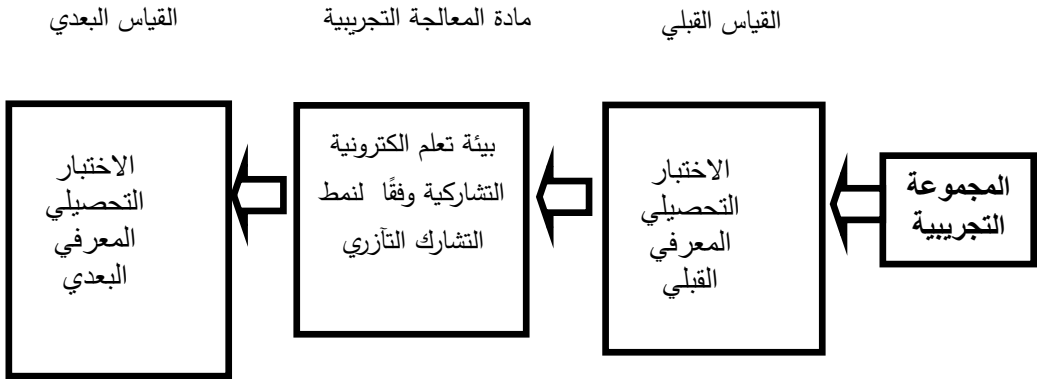 القياس القبلي
مادة المعالجة التجريبية
القياس البعدي
المجموعة
التجريبية
الاختبار
التحصيلي
المعرفي
القبلي
بيئة تعلم الكترونية
التشاركية وفقًا لنمط
التشارك التآزري
الاختبار
التحصيلي
المعرفي
البعدي